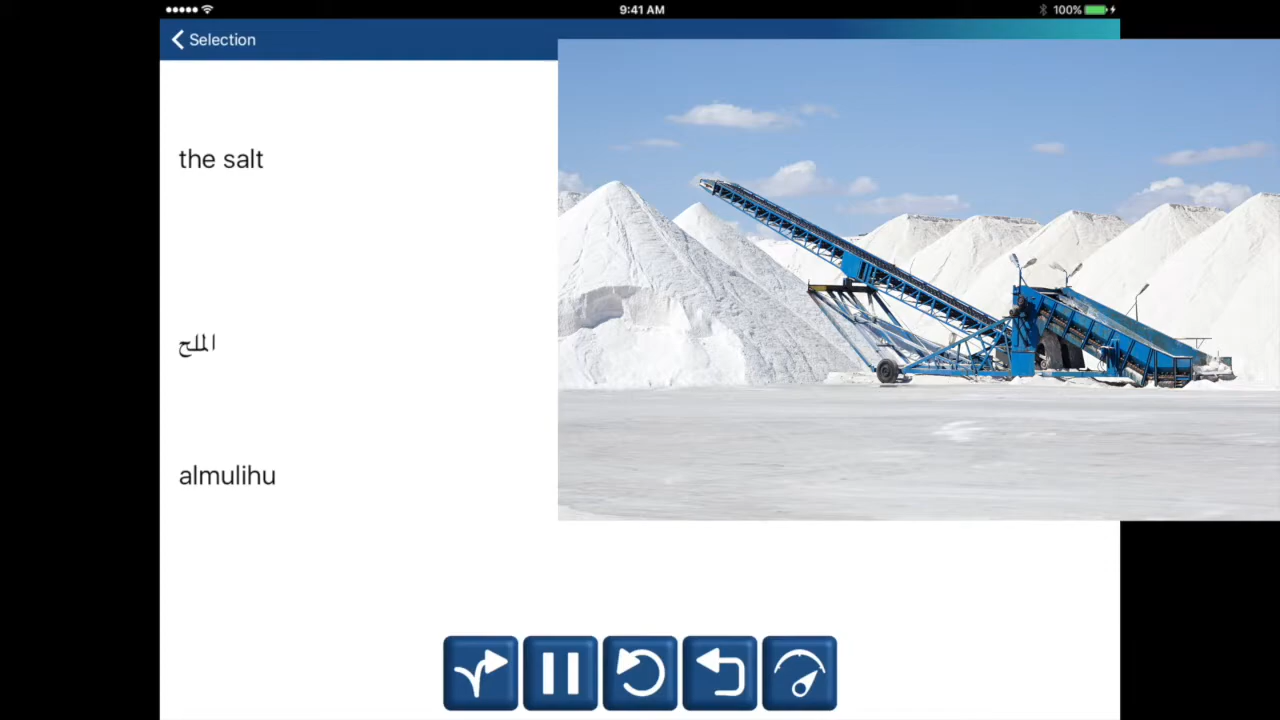 9:41 AM
100%
Selection
the salt
الملح
almulihu